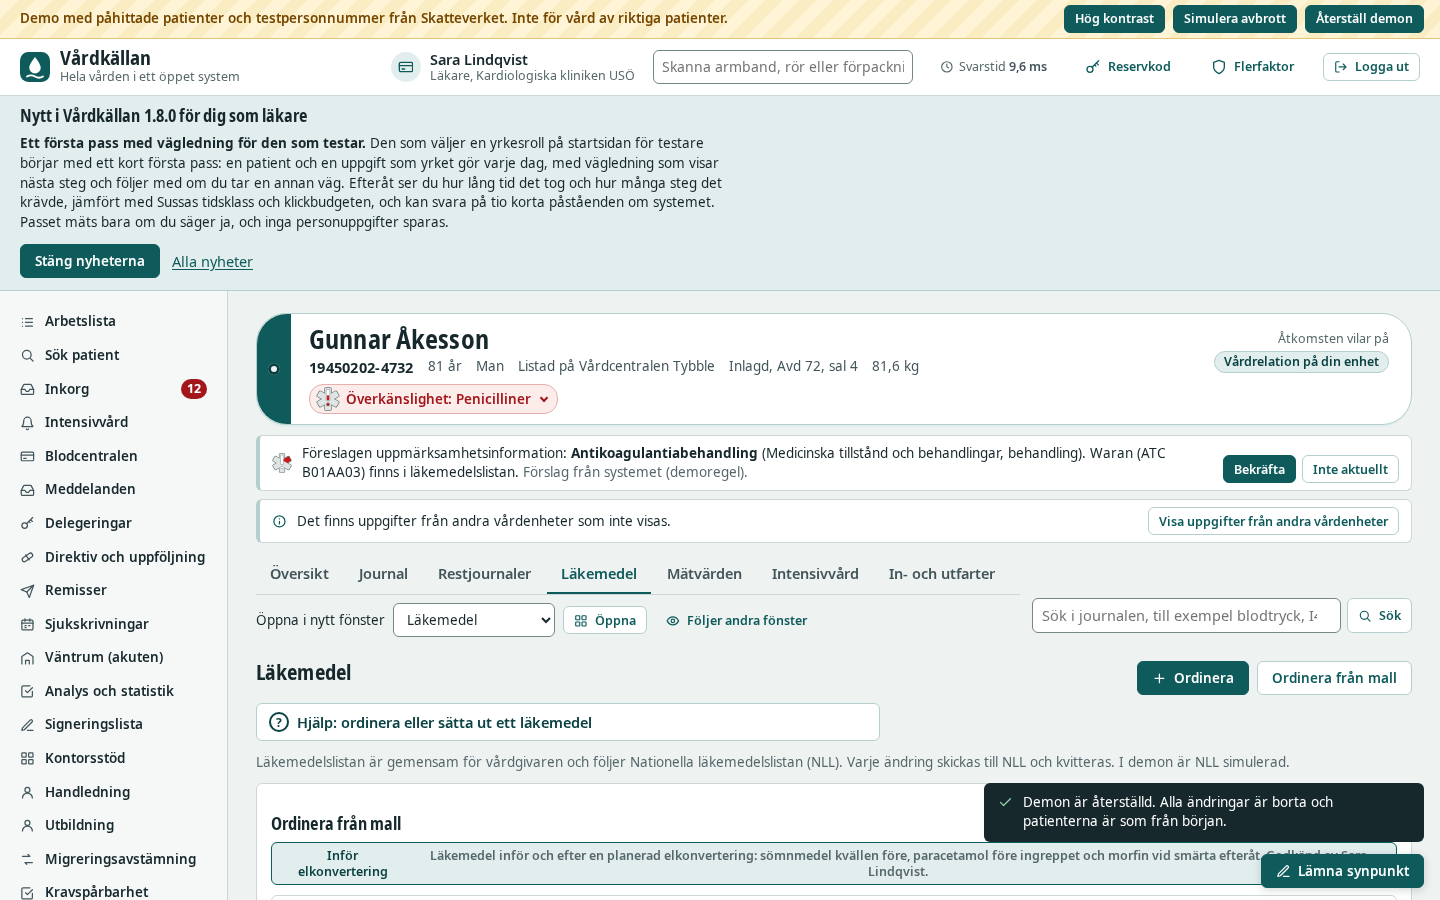 Demo med påhittade patienter och testpersonnummer från Skatteverket. Inte för vård av riktiga patienter.
Hög kontrast
Simulera avbrott
Återställ demon
Vårdkällan
Hela vården i ett öppet system
Sara Lindqvist
Läkare, Kardiologiska kliniken USÖ
Skanna armband, rör eller förpackni
Svarstid 9,6 ms
Reservkod
Flerfaktor
Logga ut
Nytt i Vårdkällan 1.8.0 för dig som läkare
Ett första pass med vägledning för den som testar. Den som väljer en yrkesroll på startsidan för testare
börjar med ett kort första pass: en patient och en uppgift som yrket gör varje dag, med vägledning som visar
nästa steg och följer med om du tar en annan väg. Efteråt ser du hur lång tid det tog och hur många steg det
krävde, jämfört med Sussas tidsklass och klickbudgeten, och kan svara på tio korta påståenden om systemet.
Passet mäts bara om du säger ja, och inga personuppgifter sparas.
Stäng nyheterna
Alla nyheter
Arbetslista
Sök patient
Inkorg
12
Intensivvård
Blodcentralen
Meddelanden
Delegeringar
Direktiv och uppföljning
Remisser
Sjukskrivningar
Väntrum (akuten)
Analys och statistik
Signeringslista
Kontorsstöd
Handledning
Utbildning
Migreringsavstämning
Kravspårbarhet
Gunnar Åkesson
19450202-4732
81 år
Man
Listad på Vårdcentralen Tybble
Inlagd, Avd 72, sal 4
81,6 kg
Överkänslighet: Penicilliner
Åtkomsten vilar på
Vårdrelation på din enhet
Föreslagen uppmärksamhetsinformation: Antikoagulantiabehandling (Medicinska tillstånd och behandlingar, behandling). Waran (ATC
B01AA03) finns i läkemedelslistan. Förslag från systemet (demoregel).
Bekräfta
Inte aktuellt
Det finns uppgifter från andra vårdenheter som inte visas.
Visa uppgifter från andra vårdenheter
Översikt
Journal
Restjournaler
Läkemedel
Mätvärden
Intensivvård
In- och utfarter
Öppna i nytt fönster
Läkemedel
Öppna
Följer andra fönster
Sök i journalen, till exempel blodtryck, I
Sök
Läkemedel
Ordinera
Ordinera från mall
Hjälp: ordinera eller sätta ut ett läkemedel
Läkemedelslistan är gemensam för vårdgivaren och följer Nationella läkemedelslistan (NLL). Varje ändring skickas till NLL och kvitteras. I demon är NLL simulerad.
Ordinera från mall
Inför
elkonvertering
Läkemedel inför och efter en planerad elkonvertering: sömnmedel kvällen före, paracetamol före ingreppet och morfin vid smärta efteråt.
Lindqvist.
Demon är återställd. Alla ändringar är borta och
patienterna är som från början.
Lämna synpunkt